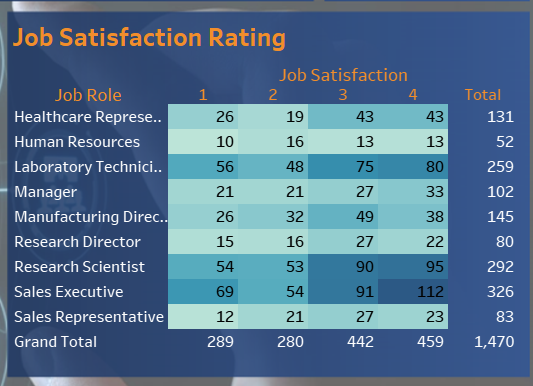 Job Satisfaction Rating
Job Satisfaction
Job Role 1 2 3 4 Total
Healthcare Represe.. 26 19 43 43 131
Human Resources 10 16 13 13 52
Laboratory Technici.. 56 48 75 80 259
Manager 21 21 27 33 102
Manufacturing Direc.. 26 32 49 38 145
Research Director 15 16 27 22 80
Research Scientist 54 53 90 95 292
Sales Executive 69 54 91 112 326
Sales Representative 12 21 27 23 83
Grand Total 289 280 442 459 1,470